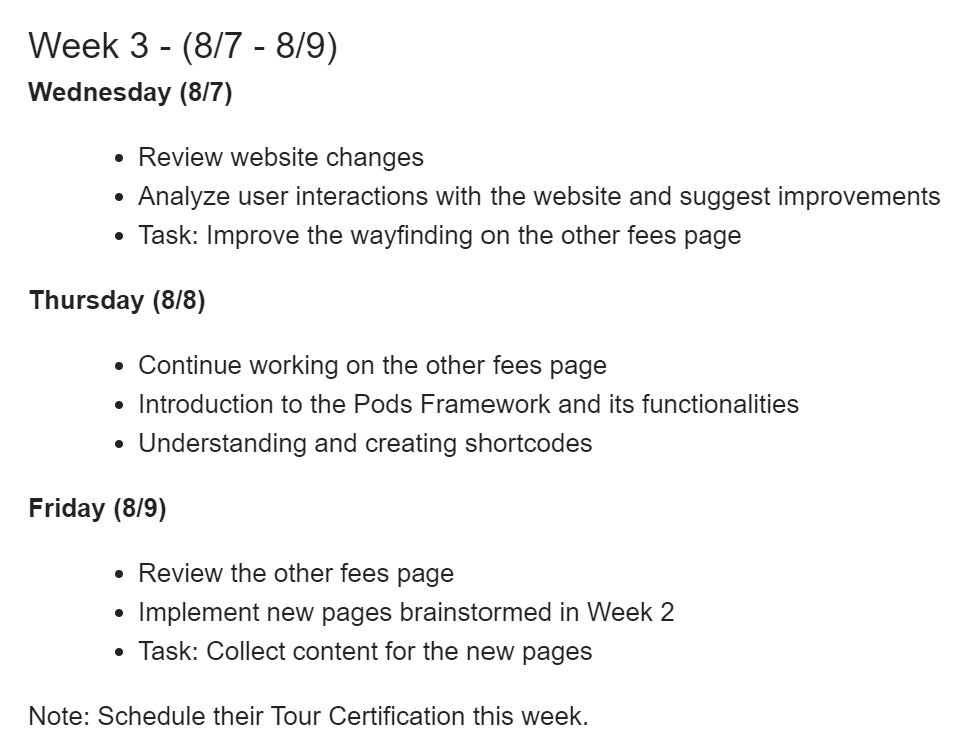 Week 3 - (8/7 - 8/9)
Wednesday (8/7)
• Review website changes
• Analyze user interactions with the website and suggest improvements
• Task: Improve the wayfinding on the other fees page
Thursday (8/8)
• Continue working on the other fees page
• Introduction to the Pods Framework and its functionalities
• Understanding and creating shortcodes
Friday (8/9)
• Review the other fees page
• Implement new pages brainstormed in Week 2
• Task: Collect content for the new pages
Note: Schedule their Tour Certification this week.